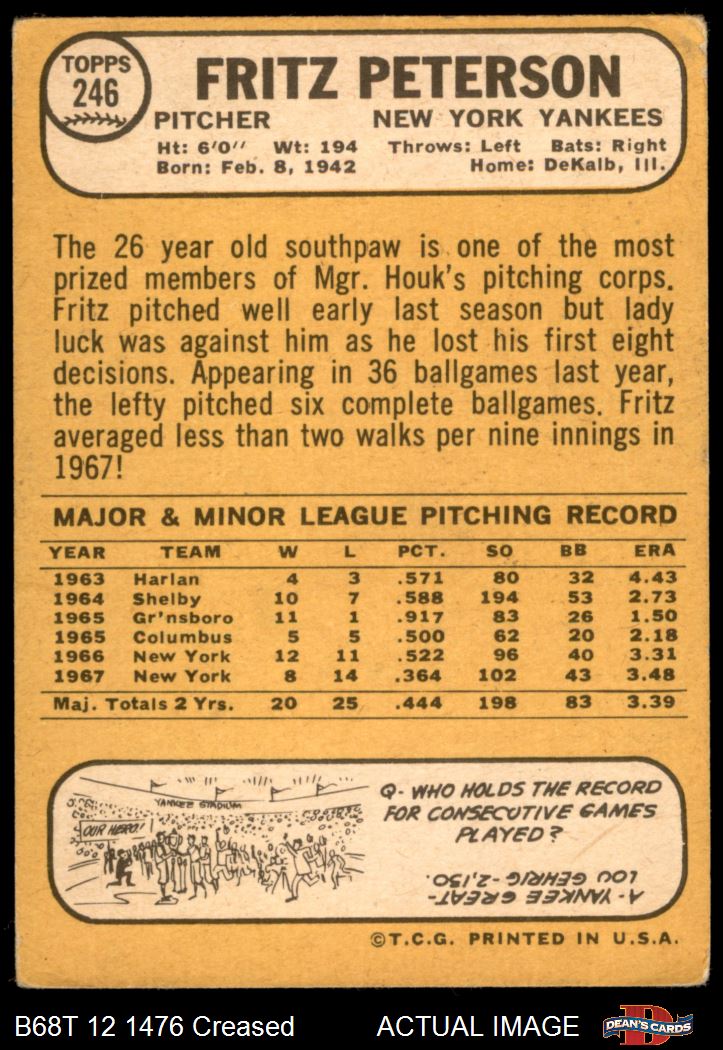 TOPPS
246
FRITZ PETERSON
PITCHER NEW YORK YANKEES
Ht: 6'0" Wt: 194 Throws: Left Bats: Right
Born: Feb. 8, 1942 Home: DeKalb, Ill.
The 26 year old southpaw is one of the most
prized members of Mgr. Houk's pitching corps.
Fritz pitched well early last season but lady
luck was against him as he lost his first eight
decisions. Appearing in 36 ballgames last year,
the lefty pitched six complete ballgames. Fritz
averaged less than two walks per nine innings in
1967!
MAJOR & MINOR LEAGUE PITCHING RECORD
YEAR TEAM W L PCT. SO BB ERA
1963 Harlan 4 3 .571 80 32 4.43
1964 Shelby 10 7 .588 194 53 2.73
1965 Gr'nsboro 11 1 .917 83 26 1.50
1965 Columbus 5 5 .500 62 20 2.18
1966 New York 12 11 .522 96 40 3.31
1967 New York 8 14 .364 102 43 3.48
Maj. Totals 2 Yrs. 20 25 .444 198 83 3.39
YANKEE STADIUM
OUR HERO!
Q- WHO HOLDS THE RECORD
FOR CONSECUTIVE GAMES
PLAYED?
A- YANKEE GREAT-
LOU GEHRIG-2,130.
©T.C.G. PRINTED IN U.S.A.
B68T 12 1476 Creased ACTUAL IMAGE
D
DEAN'S CARDS